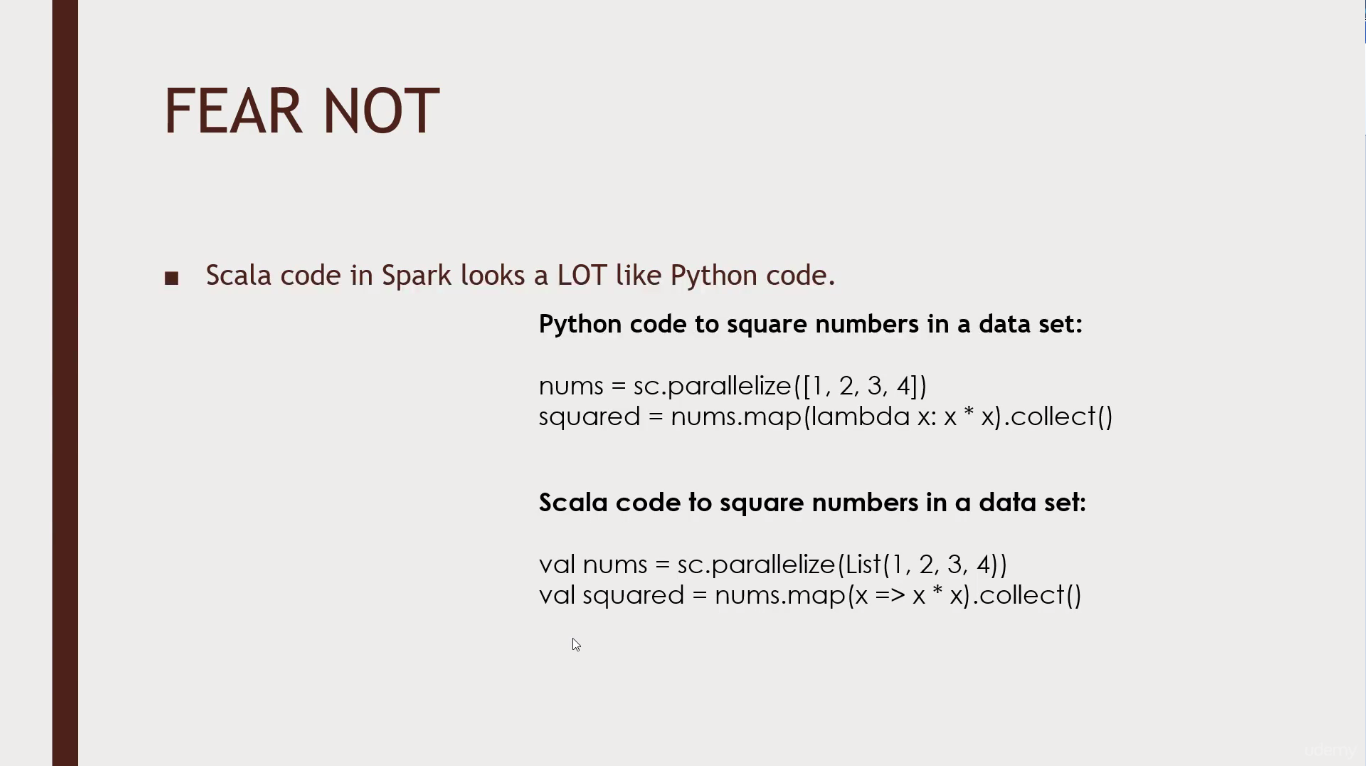 FEAR NOT
■ Scala code in Spark looks a LOT like Python code.
Python code to square numbers in a data set:
nums = sc.parallelize([1, 2, 3, 4])
squared = nums.map(lambda x: x * x).collect()
Scala code to square numbers in a data set:
val nums = sc.parallelize(List(1, 2, 3, 4))
val squared = nums.map(x => x * x).collect()
udemy